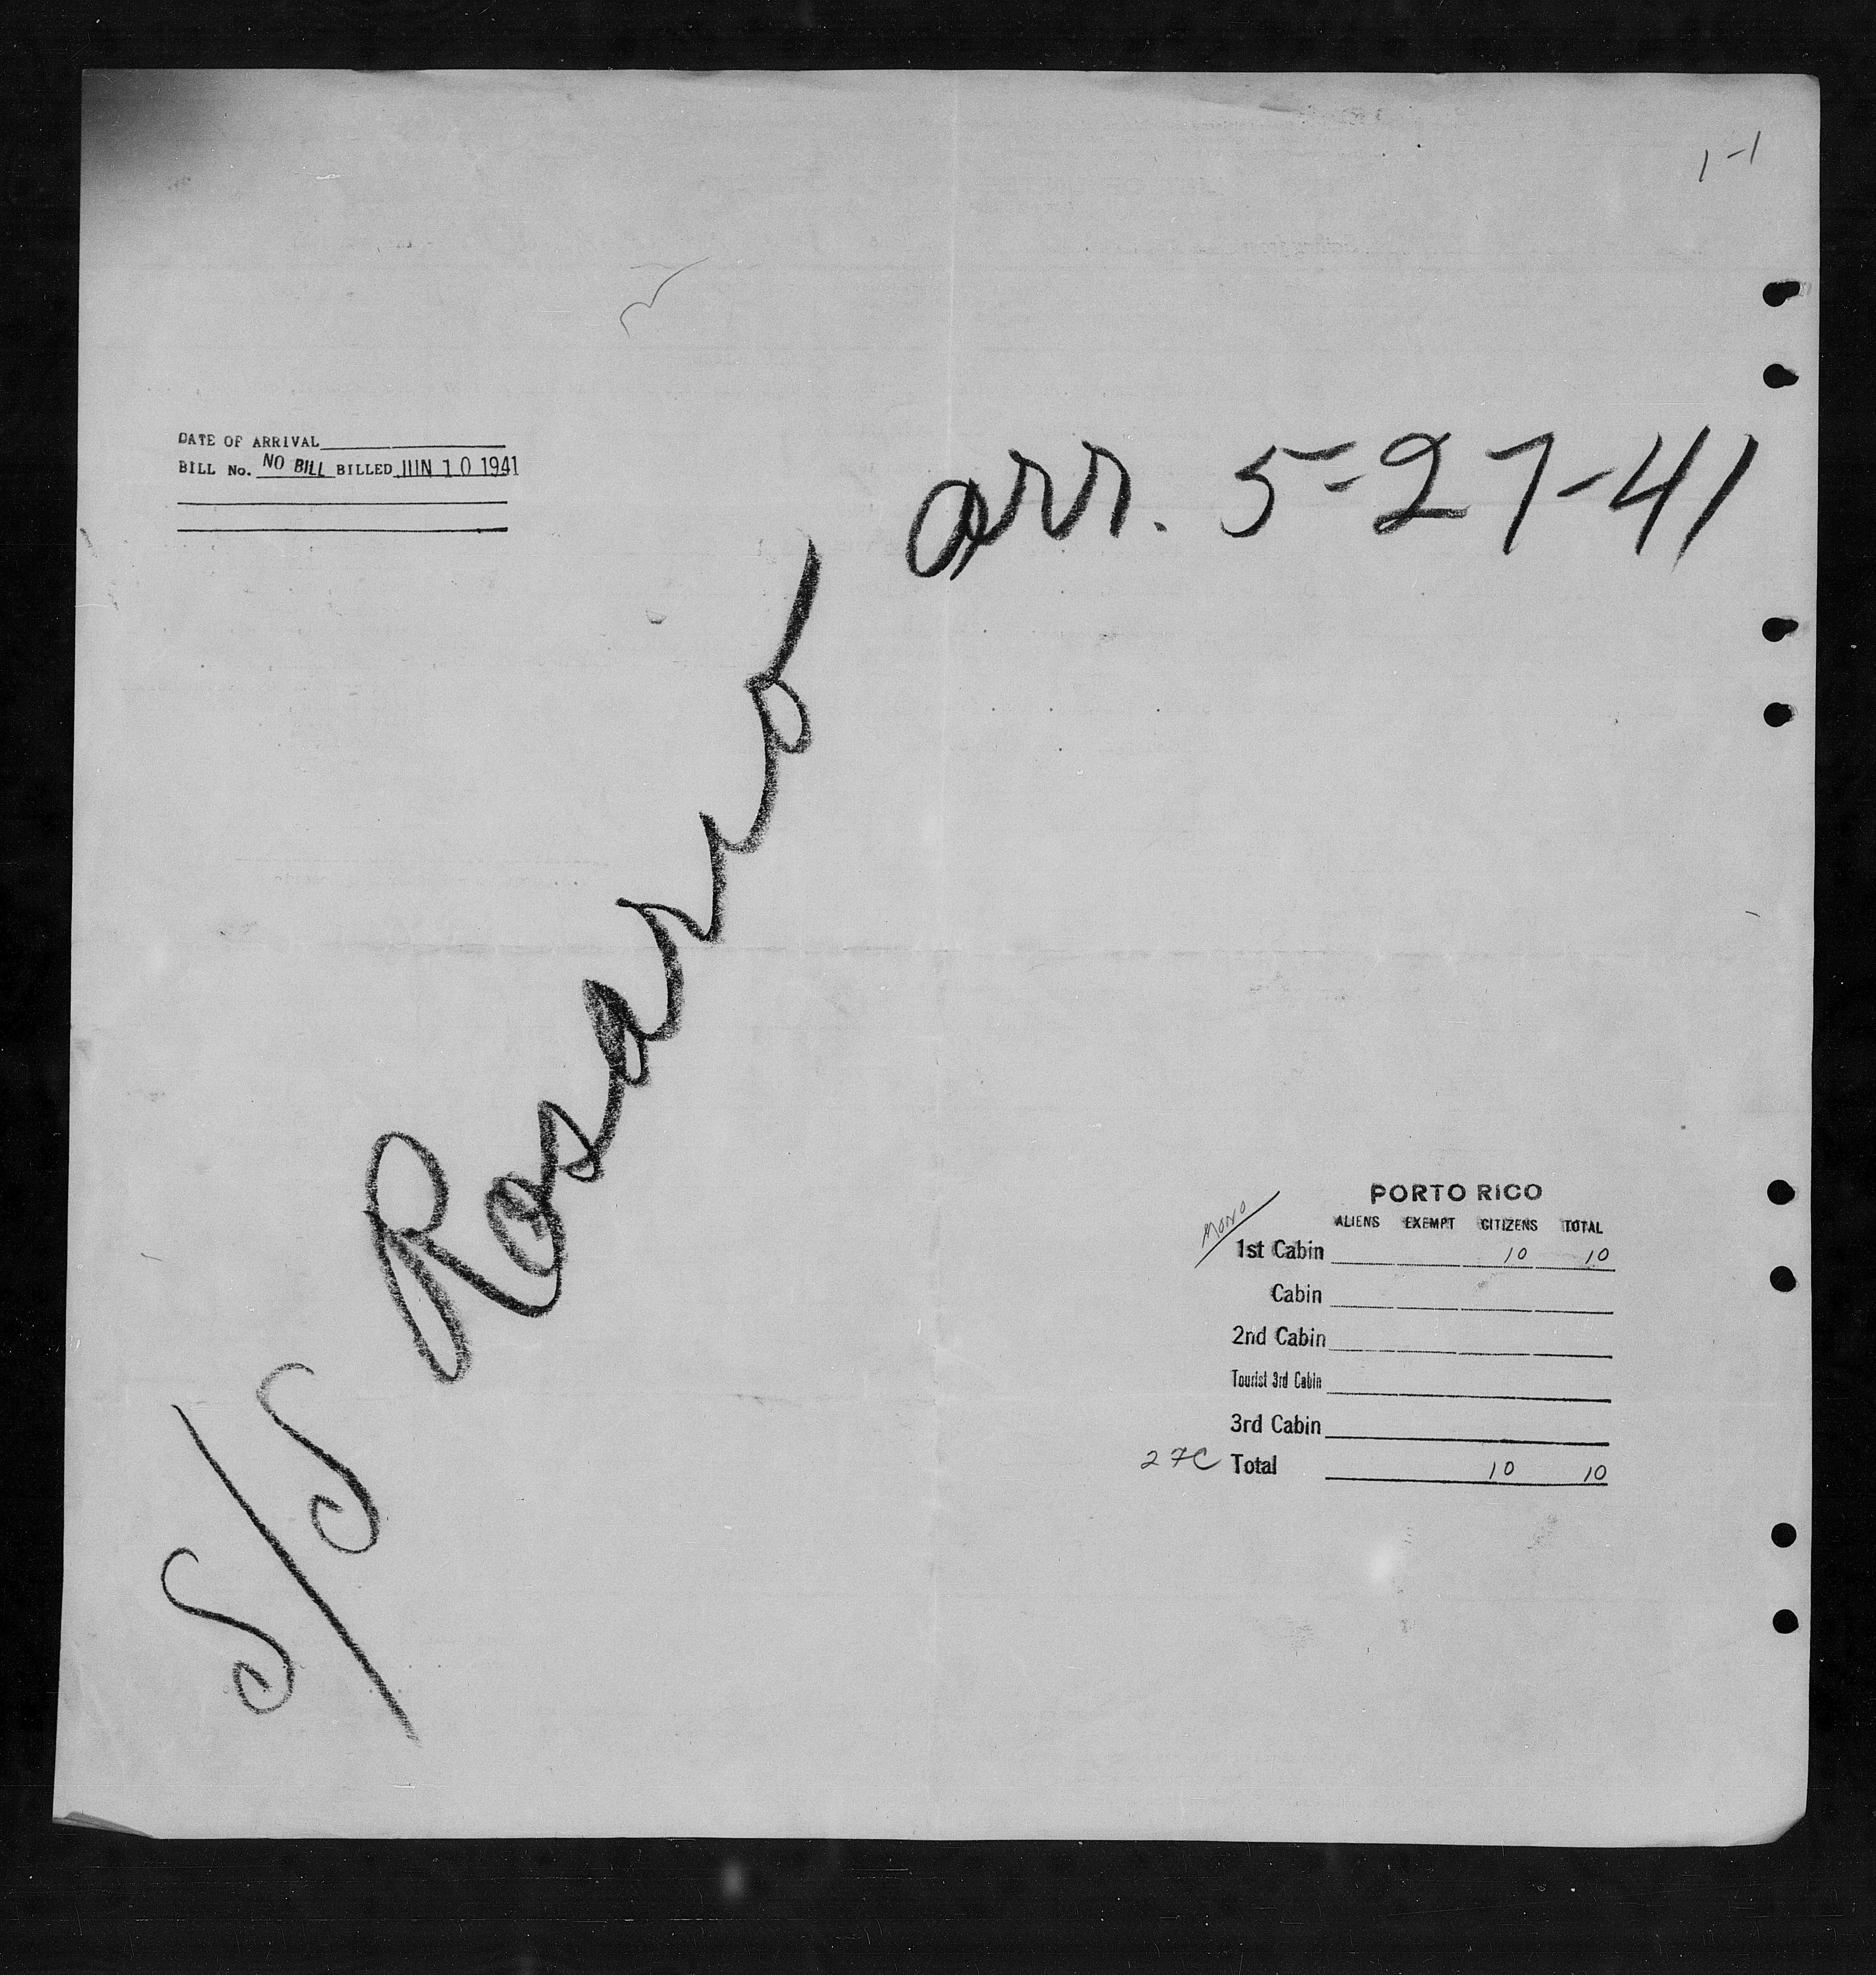 1-1
DATE OF ARRIVAL
BILL No. NO BILL BILLED JUN 10 1941
arr. 5-27-41
S/S Rosario
PORTO RICO
ALIENS EXEMPT CITIZENS TOTAL
1st Cabin 10 10
Cabin
2nd Cabin
Tourist 3rd Cabin
3rd Cabin
Total 10 10